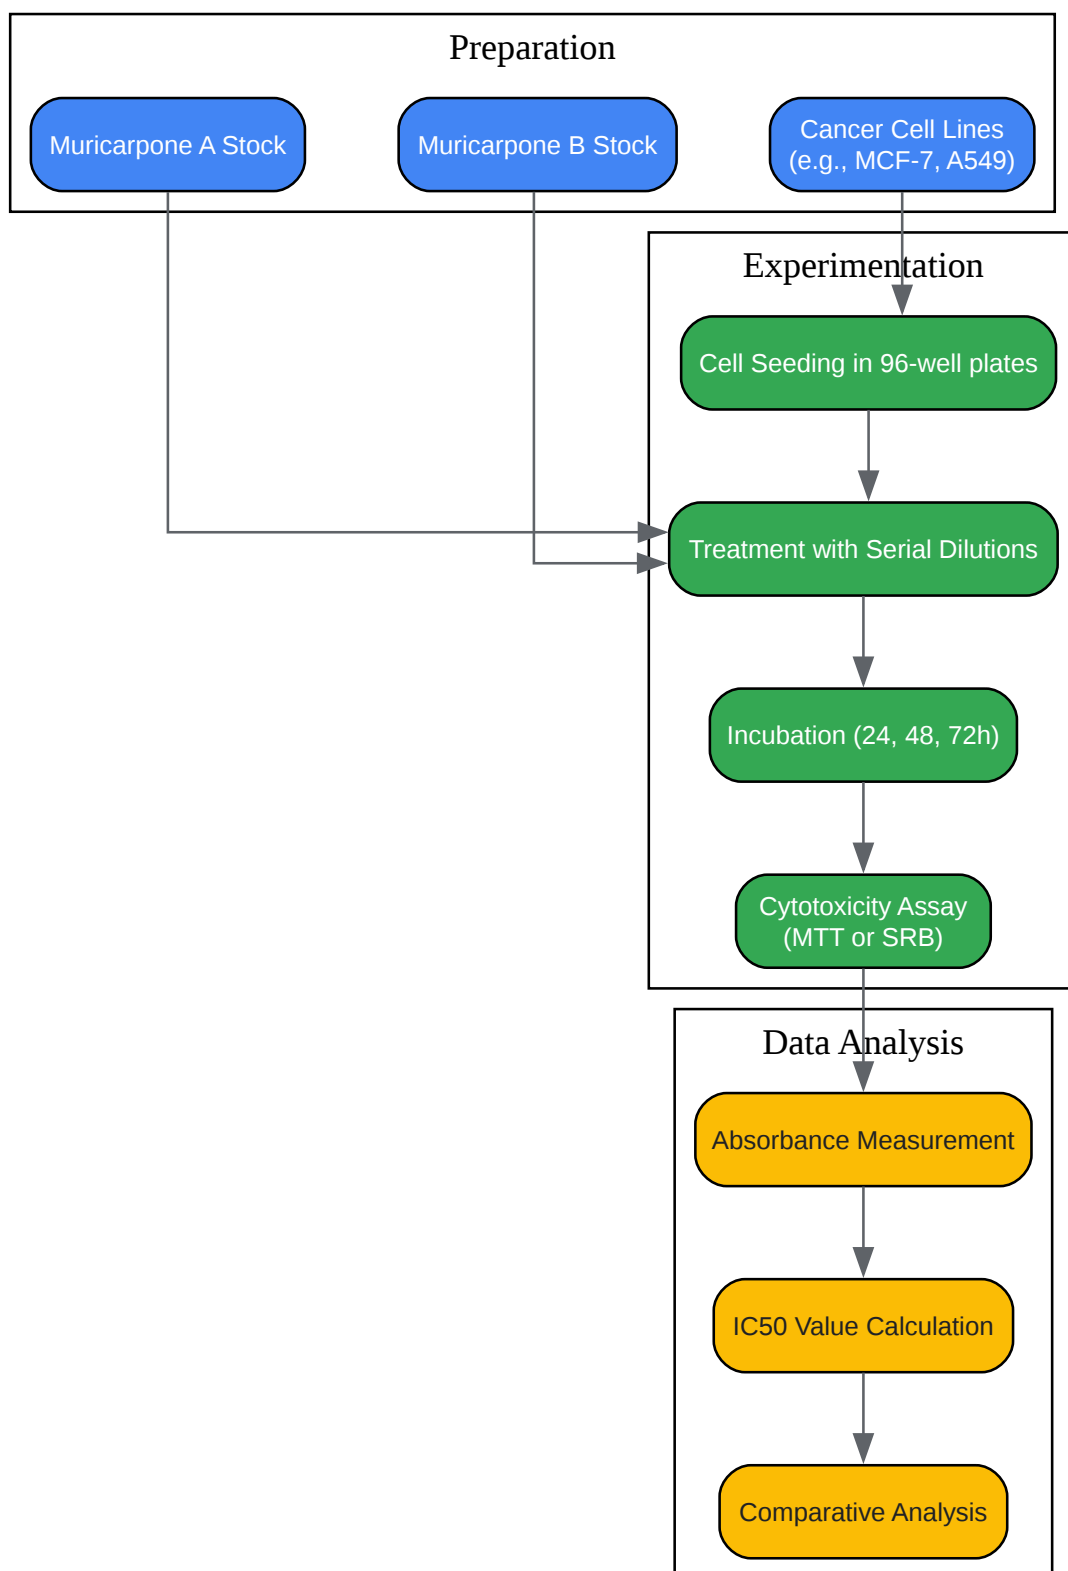 Preparation
Muricarpone A Stock
Muricarpone B Stock
Cancer Cell Lines
(e.g., MCF-7, A549)
Experimentation
Cell Seeding in 96-well plates
Treatment with Serial Dilutions
Incubation (24, 48, 72h)
Cytotoxicity Assay
(MTT or SRB)
Data Analysis
Absorbance Measurement
IC50 Value Calculation
Comparative Analysis